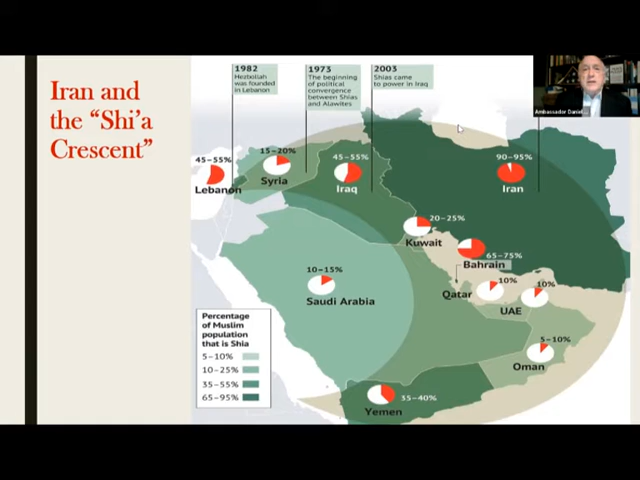 Iran and
the “Shi’a
Crescent”
1982
Hezbollah
was founded
in Lebanon
1973
The beginning
of political
convergence
between Shias
and Alawites
2003
Shias came
to power in Iraq
Ambassador Daniel
45–55%
Lebanon
15–20%
Syria
45–55%
Iraq
90–95%
Iran
20–25%
Kuwait
65–75%
Bahrain
10%
Qatar
10%
UAE
10–15%
Saudi Arabia
5–10%
Oman
35–40%
Yemen
Percentage
of Muslim
population
that is Shia
5–10%
10–25%
35–55%
65–95%